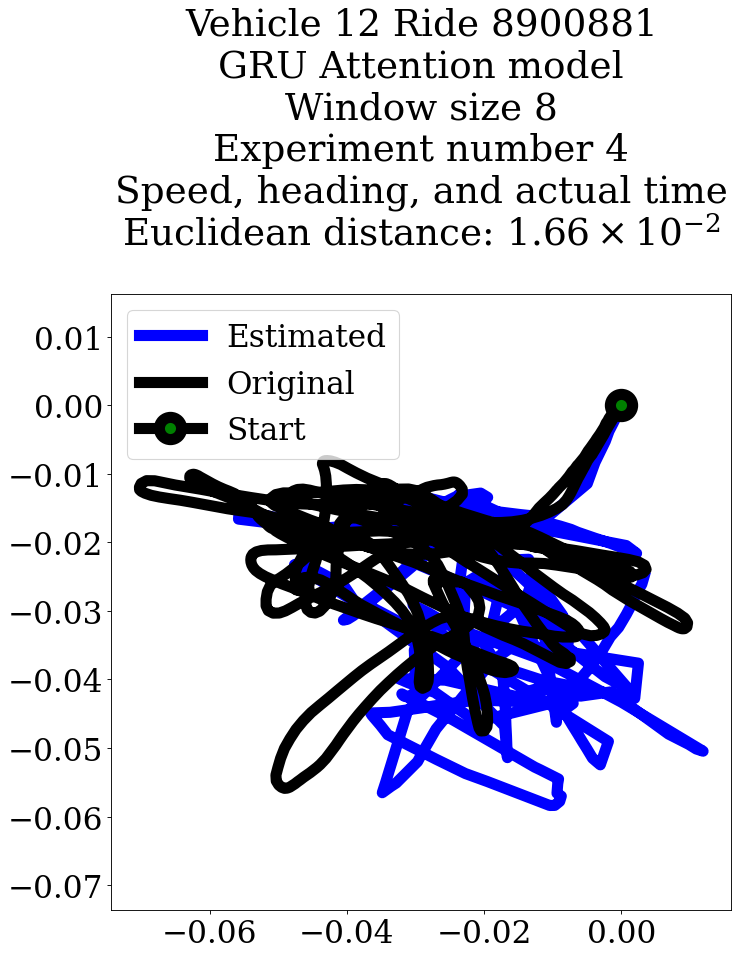 Vehicle 12 Ride 8900881
GRU Attention model
Window size 8
Experiment number 4
Speed, heading, and actual time
Euclidean distance: 1.66 × 10⁻²
Estimated
Original
Start
0.01
0.00
−0.01
−0.02
−0.03
−0.04
−0.05
−0.06
−0.07
−0.06 −0.04 −0.02 0.00